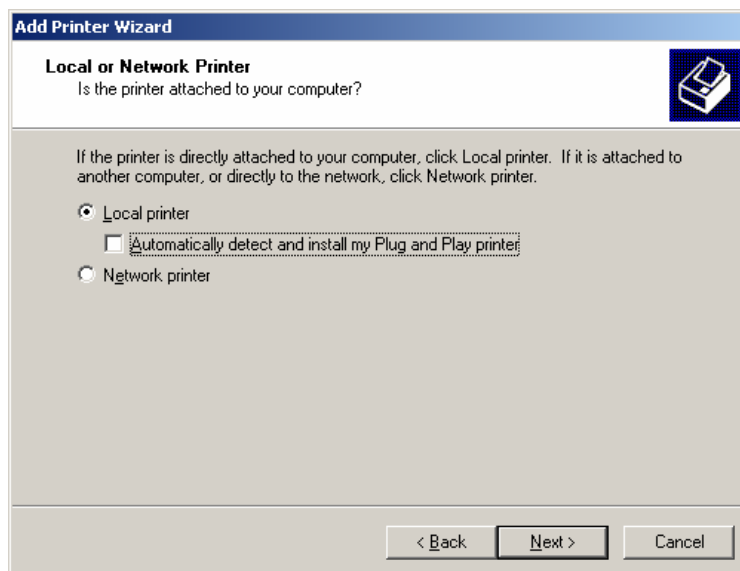 Add Printer Wizard
Local or Network Printer
Is the printer attached to your computer?
If the printer is directly attached to your computer, click Local printer. If it is attached to
another computer, or directly to the network, click Network printer.
Local printer
Automatically detect and install my Plug and Play printer
Network printer
< Back
Next >
Cancel